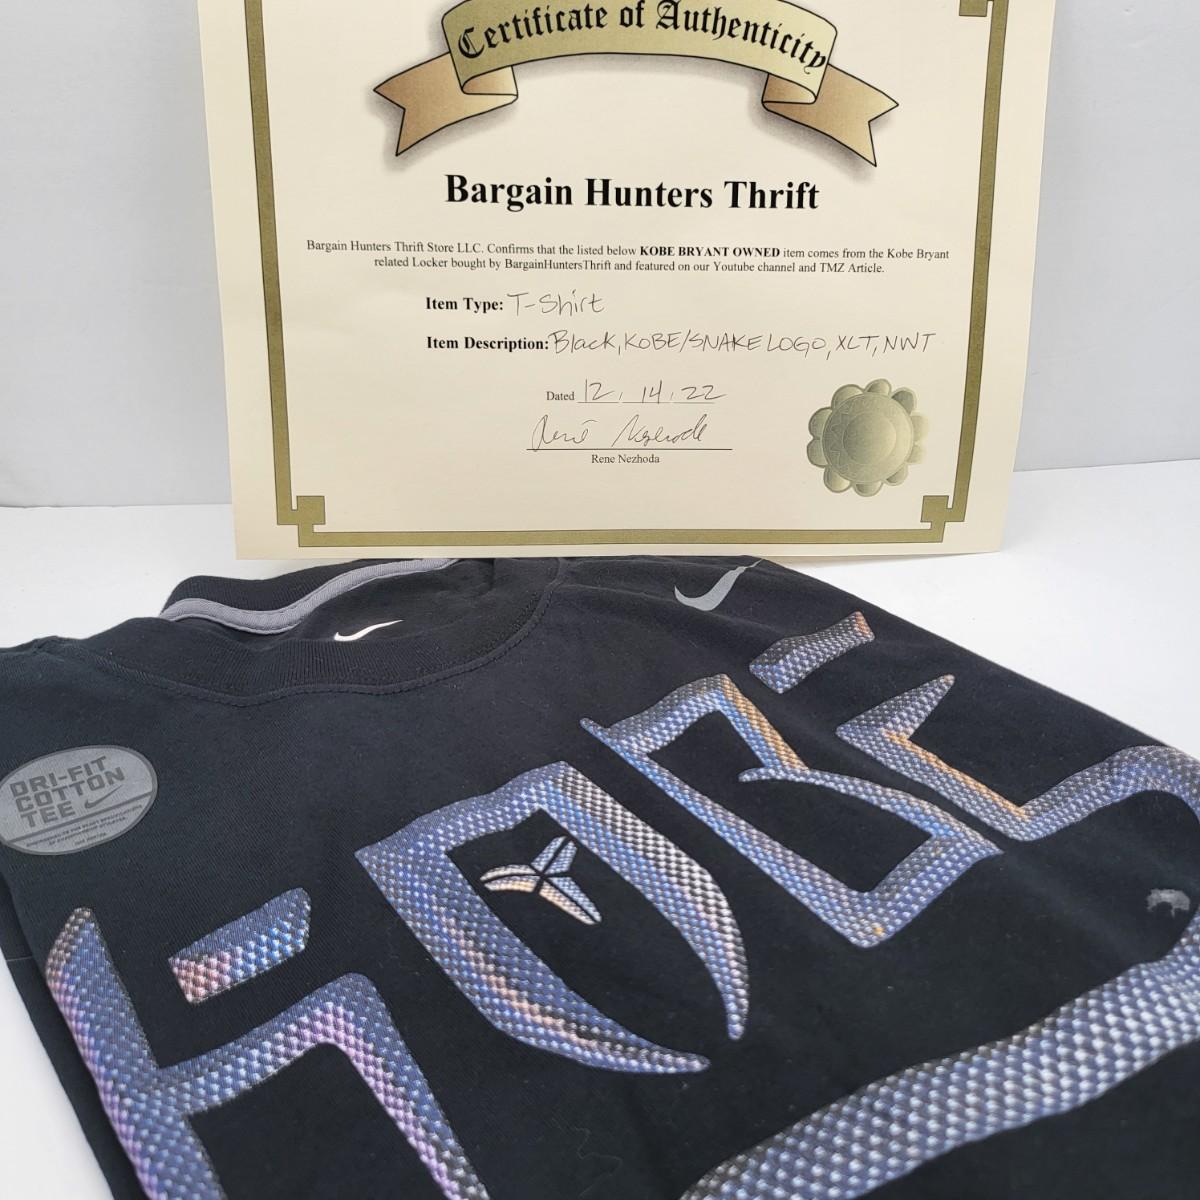 Certificate of Authenticity
Bargain Hunters Thrift
Bargain Hunters Thrift Store LLC. Confirms that the listed below KOBE BRYANT OWNED item comes from the Kobe Bryant
related Locker bought by BargainHuntersThrift and featured on our Youtube channel and TMZ Article.
Item Type: T-Shirt
Item Description: Black, KOBE/SNAKE LOGO, XLT, NWT
Dated 12, 14, 22
René Nezhoda
Rene Nezhoda
DRI-FIT
COTTON
TEE
KOBE